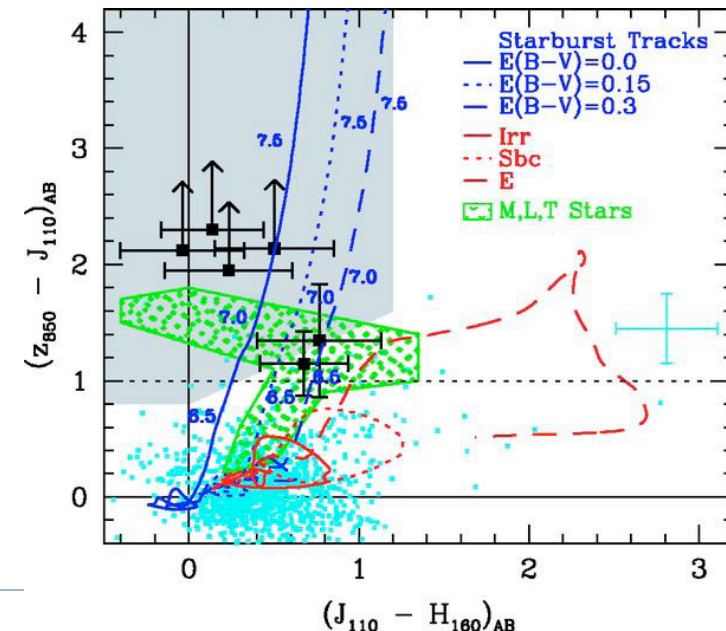 Starburst Tracks
E(B-V)=0.0
E(B-V)=0.15
E(B-V)=0.3
Irr
Sbc
E
M,L,T Stars
7.5
7.5
7.5
7.0
7.0
7.0
6.5
6.5
6.5
4
3
2
1
0
0
1
2
3
(z₈₅₀ - J₁₁₀)AB
(J₁₁₀ - H₁₆₀)AB